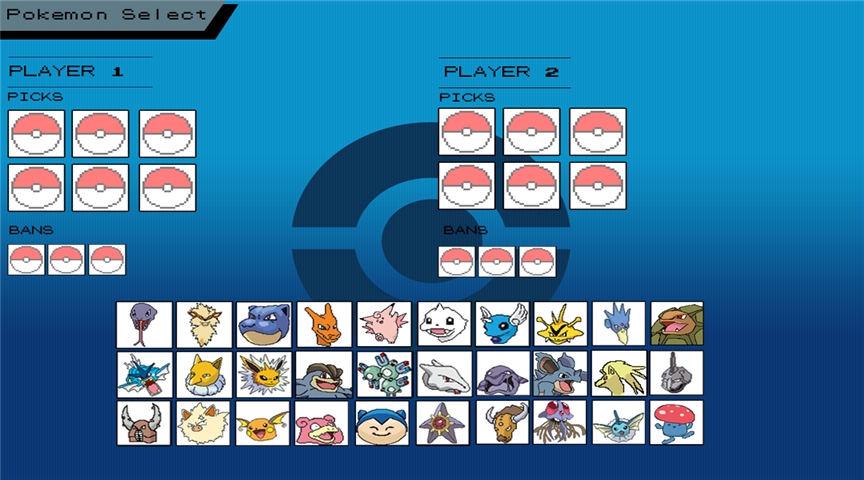 Pokemon Select
PLAYER 1
PICKS
BANS
PLAYER 2
PICKS
BANS